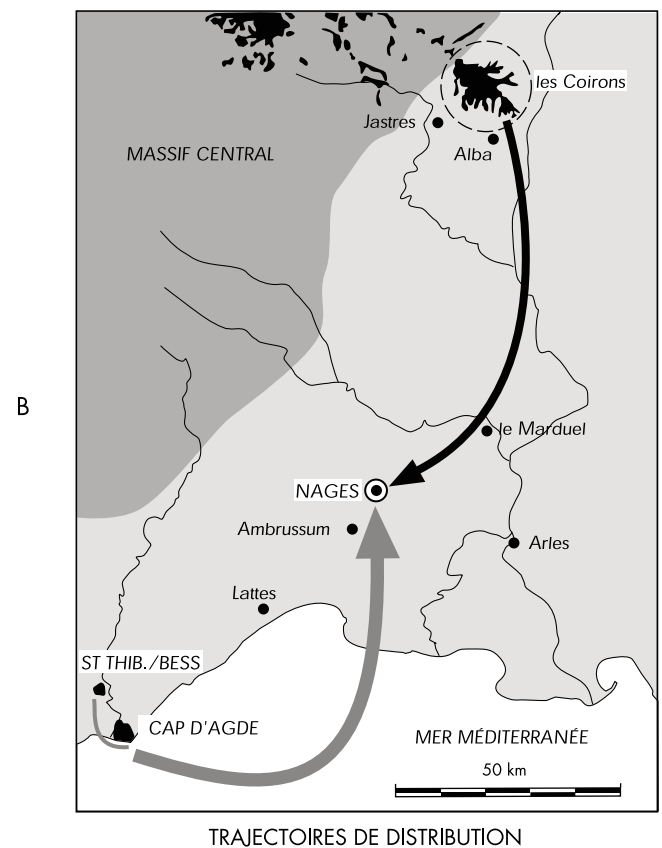 les Coirons
Jastres
MASSIF CENTRAL
Alba
B
le Marduel
NAGES
Ambrussum
Arles
Lattes
ST THIB./BESS
CAP D'AGDE
MER MÉDITERRANÉE
50 km
TRAJECTOIRES DE DISTRIBUTION